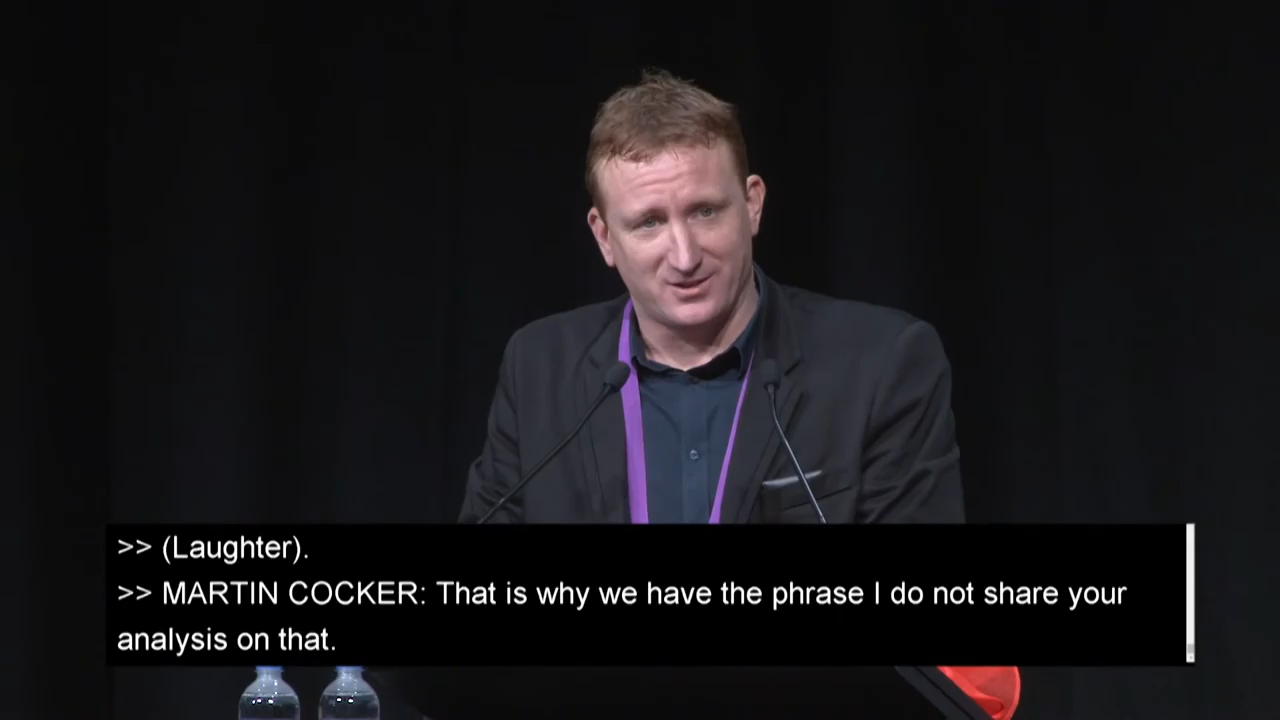 >> (Laughter).
>> MARTIN COCKER: That is why we have the phrase I do not share your
analysis on that.